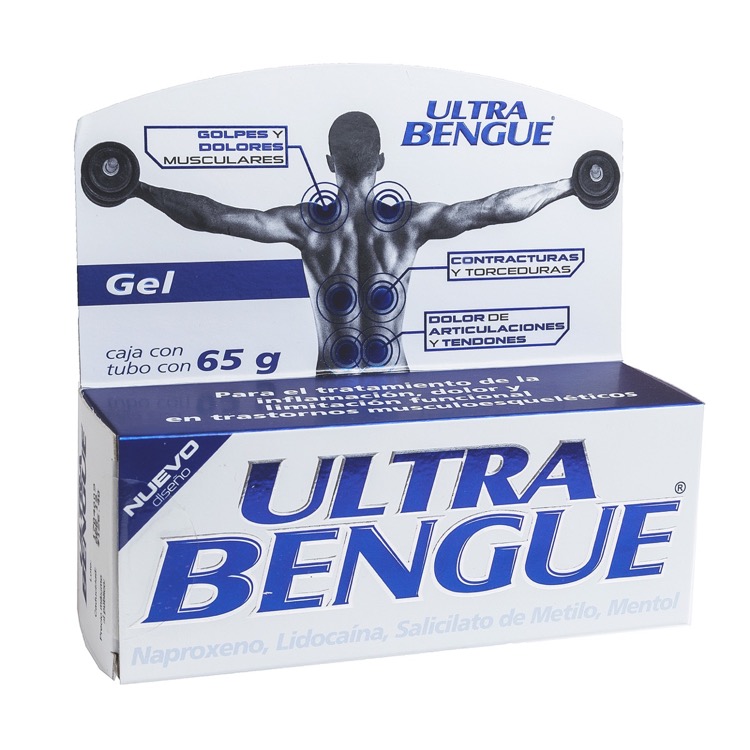 ULTRA
BENGUE®
GOLPES Y
DOLORES
MUSCULARES
CONTRACTURAS
Y TORCEDURAS
Gel
DOLOR DE
ARTICULACIONES
Y TENDONES
caja con
tubo con 65 g
Para el tratamiento de la
inflamación, dolor y
limitación funcional
en trastornos musculoesqueléticos
NUEVO
diseño
ULTRA
BENGUE®
Naproxeno, Lidocaína, Salicilato de Metilo, Mentol